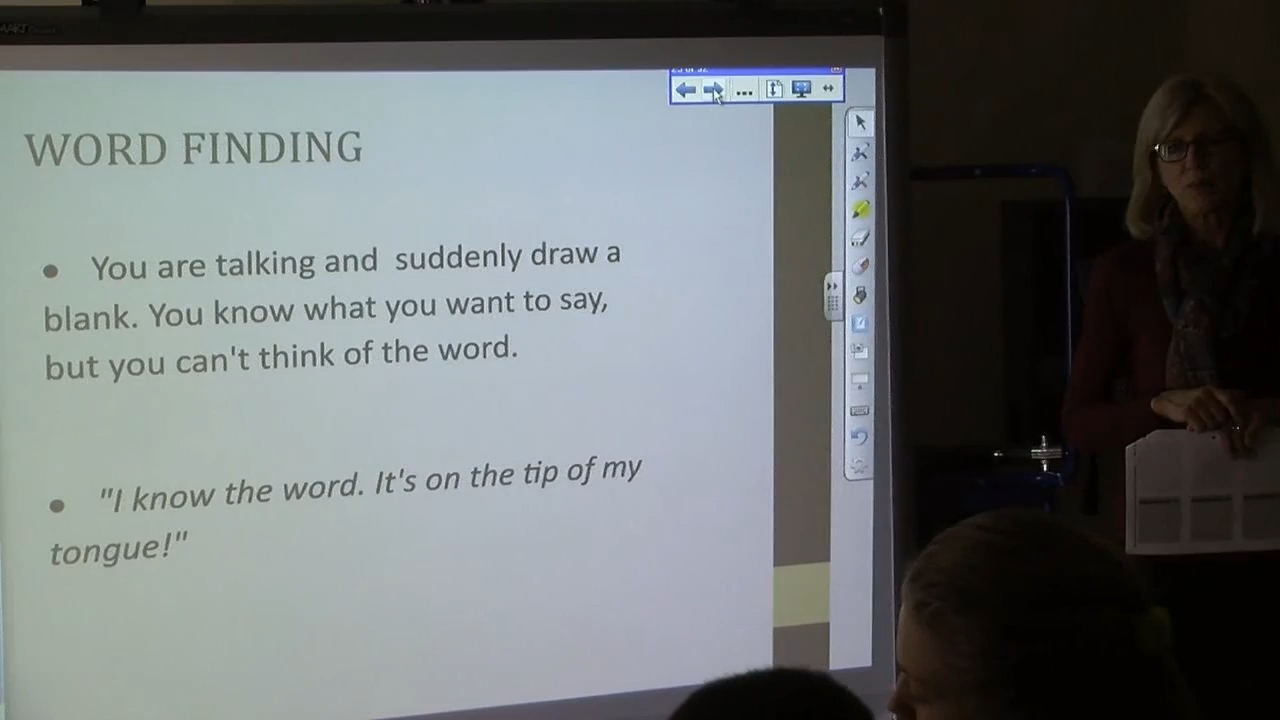 WORD FINDING
● You are talking and suddenly draw a
blank. You know what you want to say,
but you can't think of the word.
● "I know the word. It's on the tip of my
tongue!"